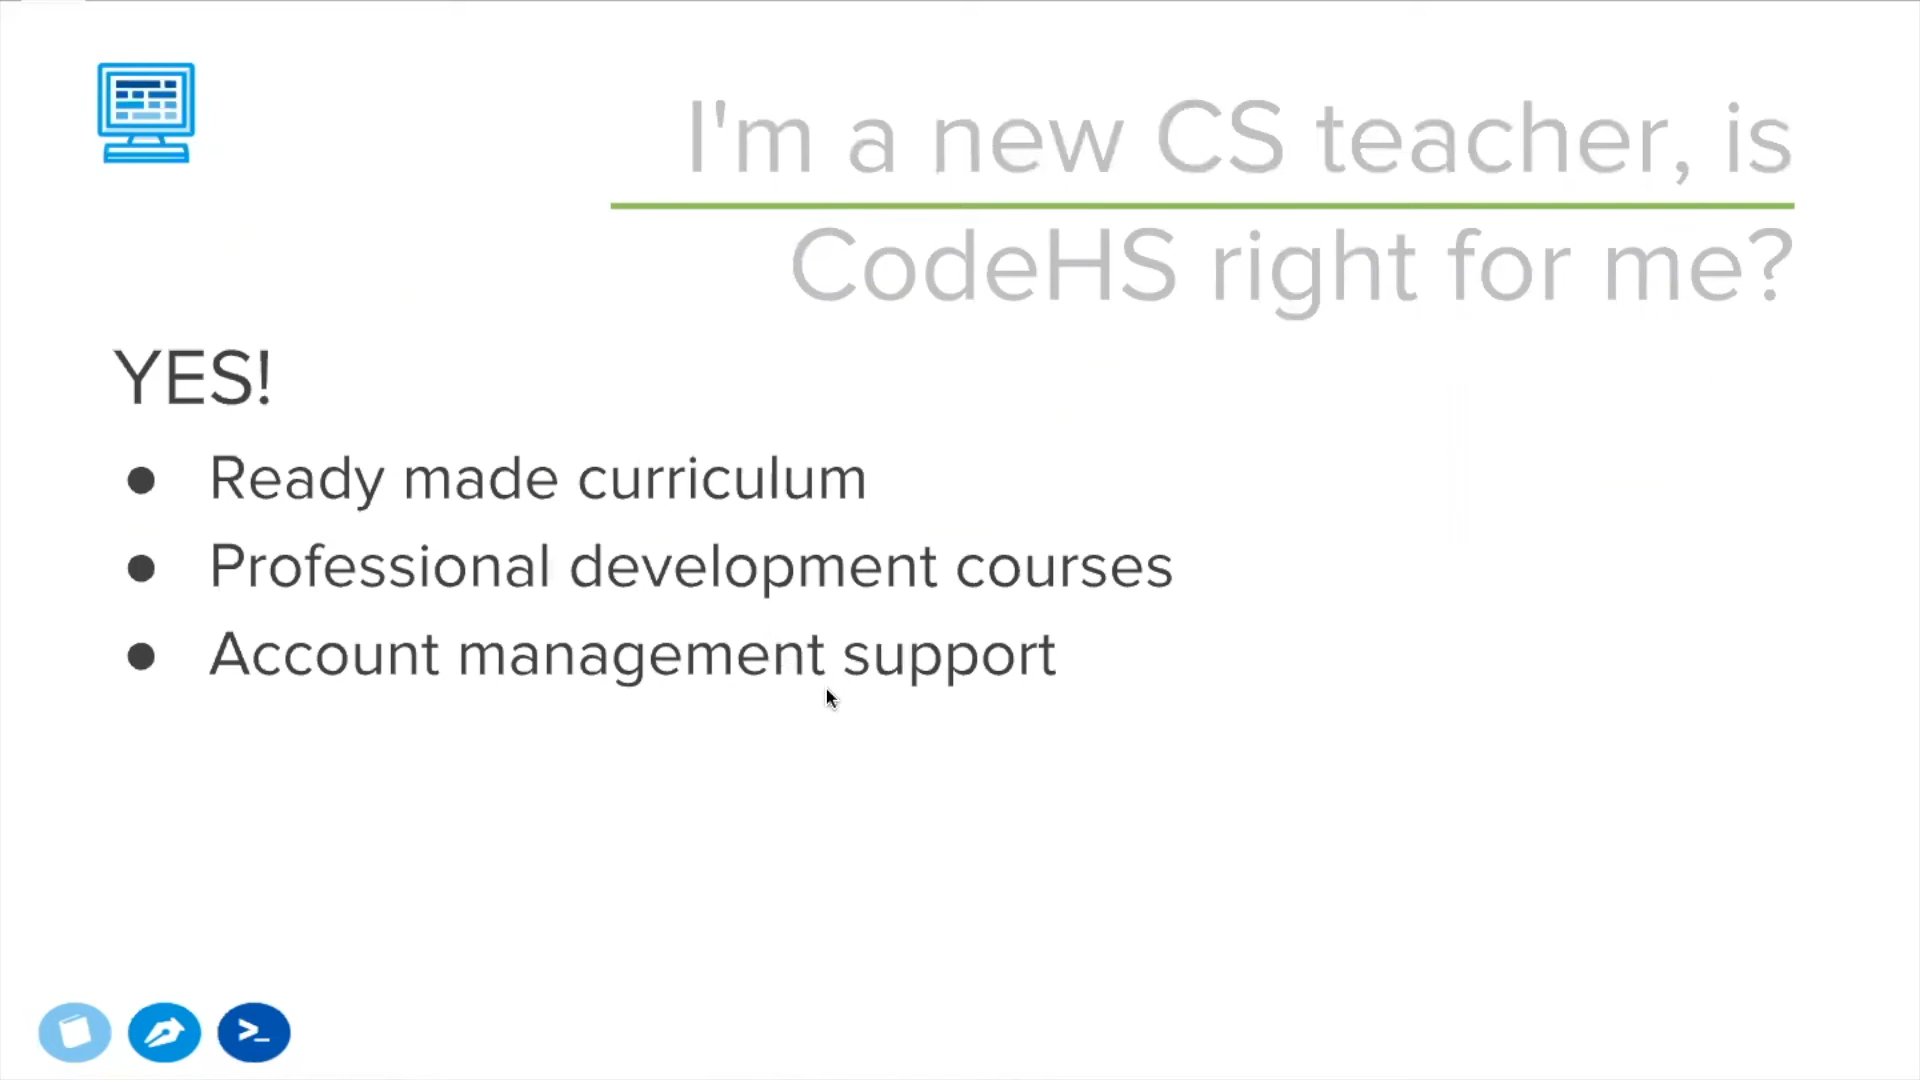 I'm a new CS teacher, is
CodeHS right for me?
YES!
● Ready made curriculum
● Professional development courses
● Account management support
>_